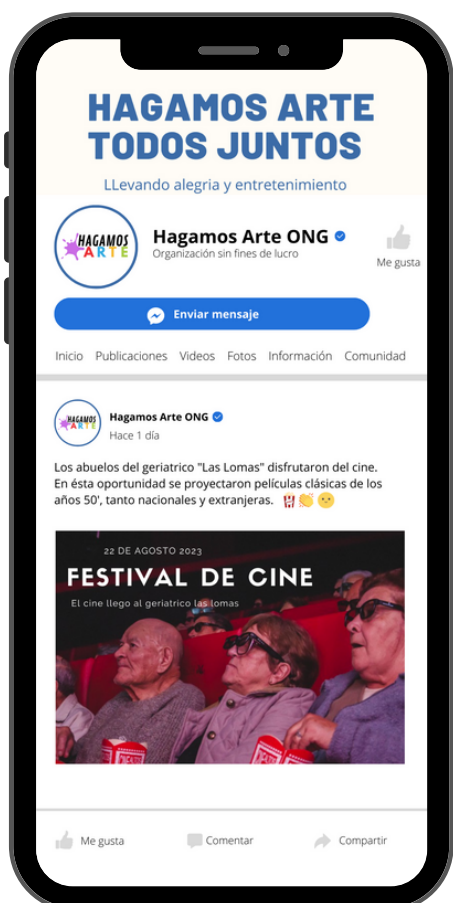 HAGAMOS ARTE
TODOS JUNTOS
LLevando alegria y entretenimiento
HAGAMOS
ARTE
Hagamos Arte ONG
Organización sin fines de lucro
Me gusta
Enviar mensaje
Inicio Publicaciones Videos Fotos Información Comunidad
HAGAMOS
ARTE
Hagamos Arte ONG
Hace 1 día
Los abuelos del geriatrico "Las Lomas" disfrutaron del cine.
En ésta oportunidad se proyectaron películas clásicas de los
años 50', tanto nacionales y extranjeras. 🍿👏🌝
22 DE AGOSTO 2023
FESTIVAL DE CINE
El cine llego al geriatrico las lomas
Me gusta Comentar Compartir